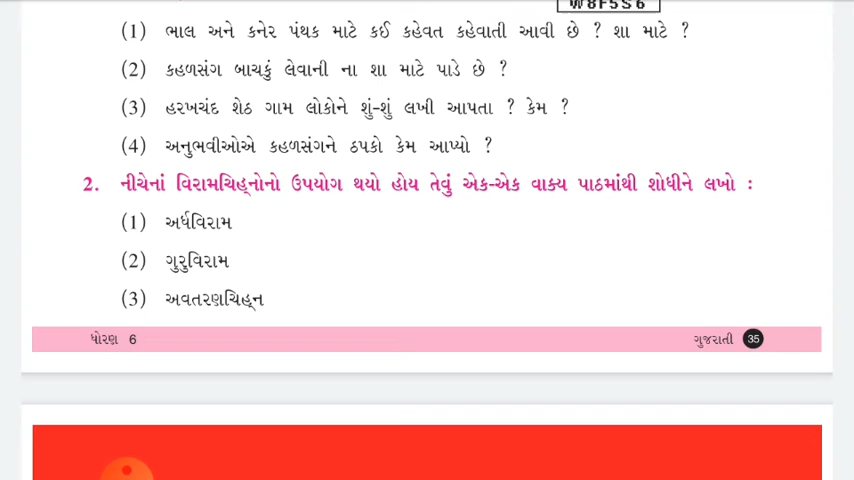 W8F5S6
(1) ભાલ અને કનેર પંથક માટે કઈ કહેવત કહેવાતી આવી છે ? શા માટે ?
(2) કહળસંગ બાચકું લેવાની ના શા માટે પાડે છે ?
(3) હરખચંદ શેઠ ગામ લોકોને શું-શું લખી આપતા ? કેમ ?
(4) અનુભવીઓએ કહળસંગને ઠપકો કેમ આપ્યો ?
2. નીચેનાં વિરામચિહ્નોનો ઉપયોગ થયો હોય તેવું એક-એક વાક્ય પાઠમાંથી શોધીને લખો :
(1) અર્ધવિરામ
(2) ગુરુવિરામ
(3) અવતરણચિહ્ન
ધોરણ 6 ગુજરાતી 35